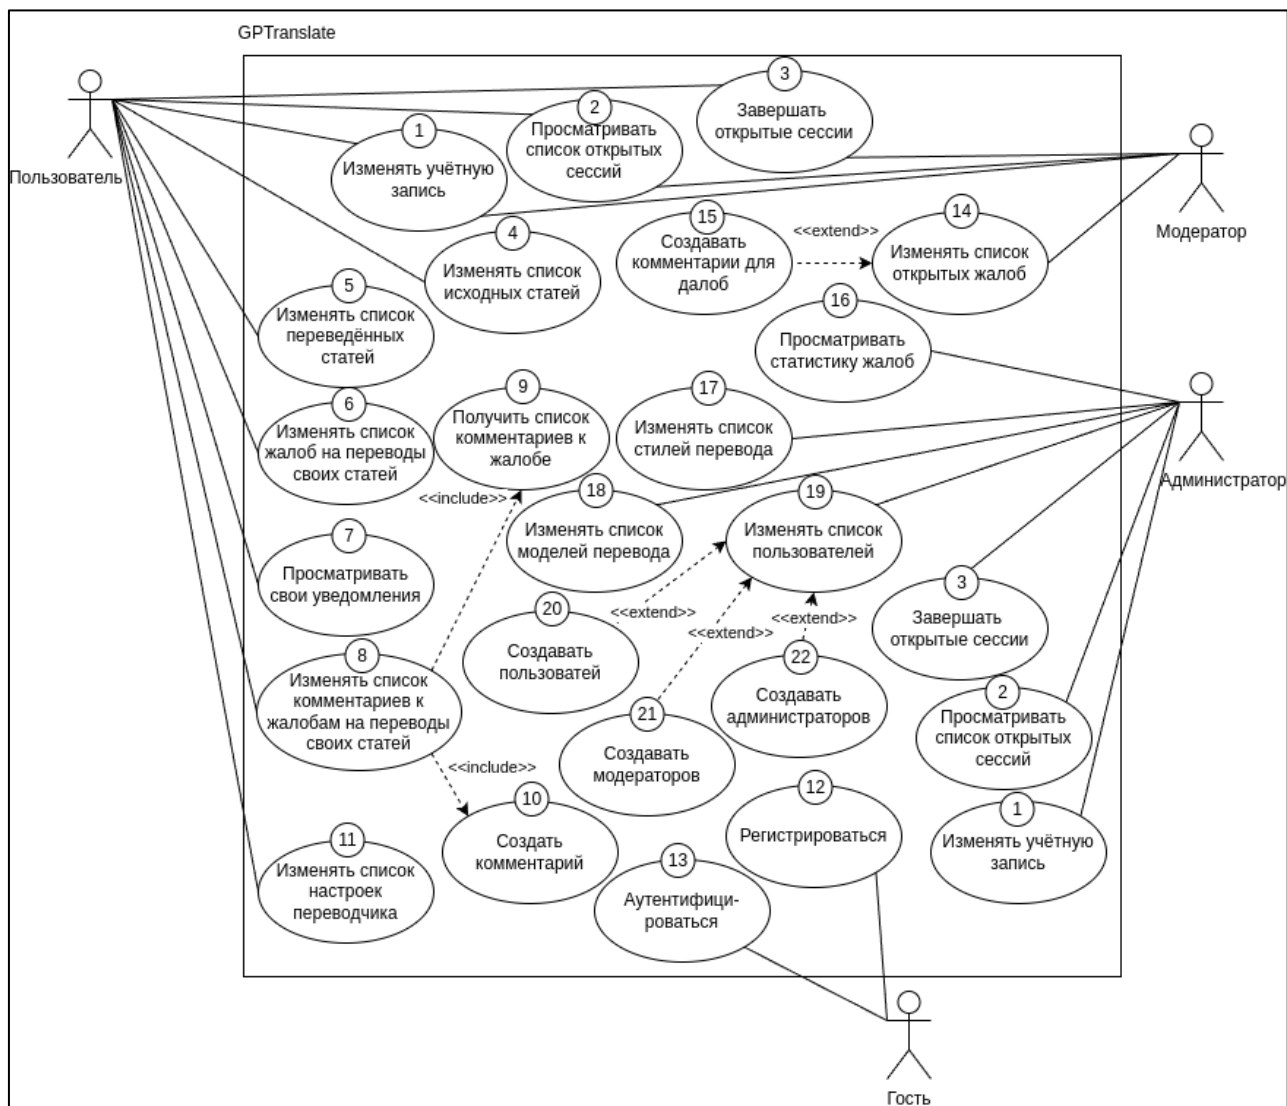 GPTranslate
3
Завершать
открытые сессии
2
Просматривать
список открытых
сессий
1
Изменять учётную
запись
Пользователь
Модератор
4
Изменять список
исходных статей
15
Создавать
комментарии для
далоб
<<extend>>
14
Изменять список
открытых жалоб
5
Изменять список
переведённых
статей
16
Просматривать
статистику жалоб
6
Изменять список
жалоб на переводы
своих статей
9
Получить список
комментариев к
жалобе
17
Изменять список
стилей перевода
Администратор
<<include>>
18
Изменять список
моделей перевода
19
Изменять список
пользователей
7
Просматривать
свои уведомления
3
Завершать
открытые сессии
20
Создавать
пользоватей
<<extend>>
<<extend>>
<<extend>>
8
Изменять список
комментариев к
жалобам на переводы
своих статей
22
Создавать
администраторов
2
Просматривать
список открытых
сессий
21
Создавать
модераторов
<<include>>
10
Создать
комментарий
12
Регистрироваться
1
Изменять учётную
запись
11
Изменять список
настроек
переводчика
13
Аутентифици-
роваться
Гость